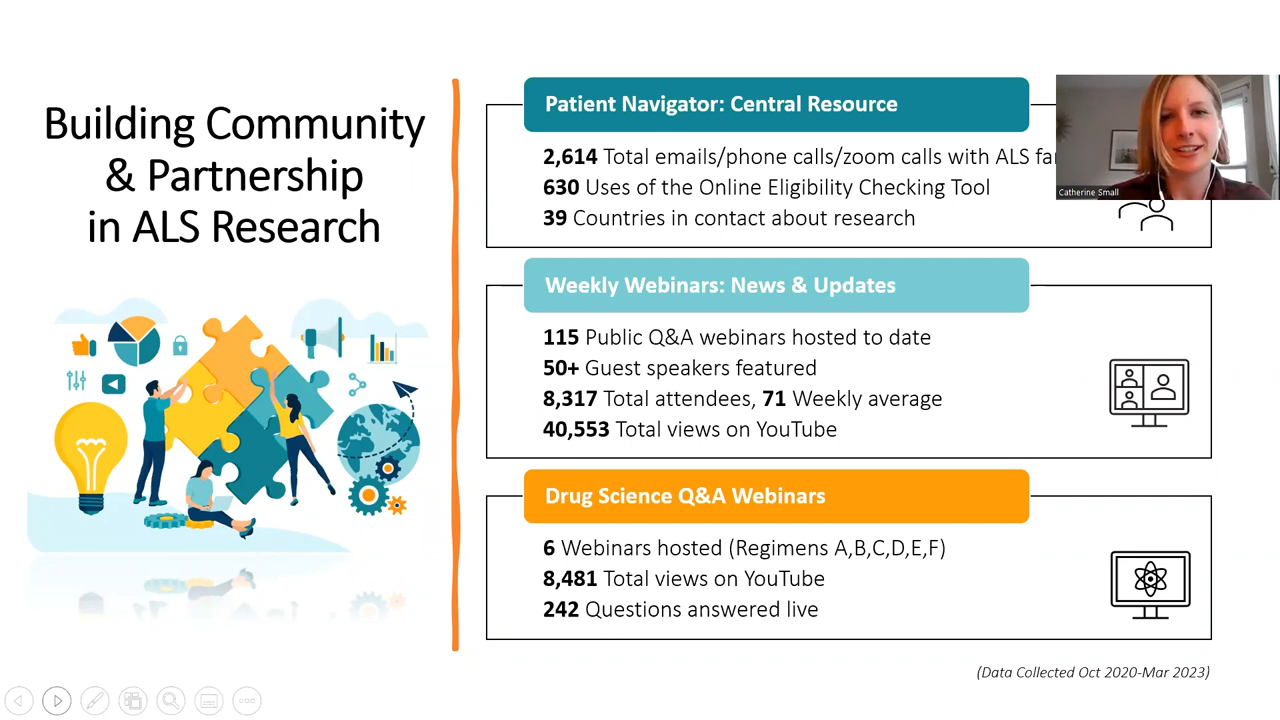 Building Community
& Partnership
in ALS Research
Patient Navigator: Central Resource
2,614 Total emails/phone calls/zoom calls with ALS
630 Uses of the Online Eligibility Checking Tool
39 Countries in contact about research
Catherine Small
Weekly Webinars: News & Updates
115 Public Q&A webinars hosted to date
50+ Guest speakers featured
8,317 Total attendees, 71 Weekly average
40,553 Total views on YouTube
Drug Science Q&A Webinars
6 Webinars hosted (Regimens A,B,C,D,E,F)
8,481 Total views on YouTube
242 Questions answered live
(Data Collected Oct 2020-Mar 2023)